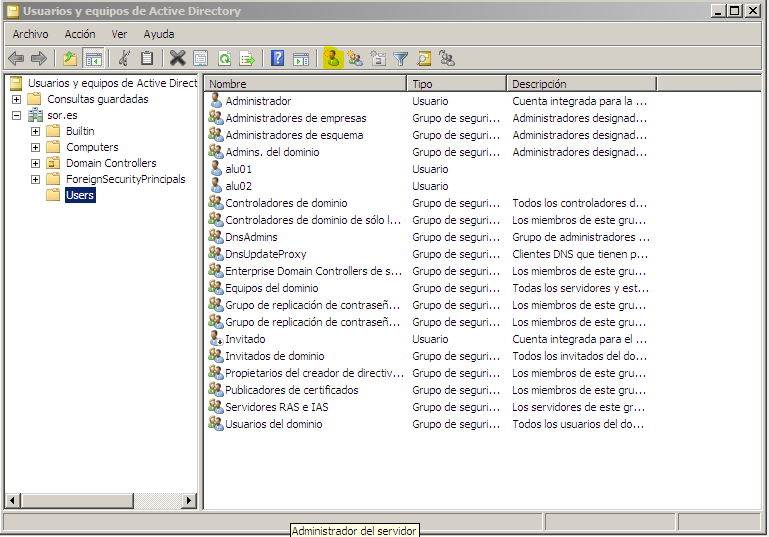 Usuarios y equipos de Active Directory
Archivo Acción Ver Ayuda
Usuarios y equipos de Active Direct
Consultas guardadas
sor.es
Builtin
Computers
Domain Controllers
ForeignSecurityPrincipals
Users
Nombre Tipo Descripción
Administrador Usuario Cuenta integrada para la ...
Administradores de empresas Grupo de seguri... Administradores designad...
Administradores de esquema Grupo de seguri... Administradores designad...
Admins. del dominio Grupo de seguri... Administradores designad...
alu01 Usuario
alu02 Usuario
Controladores de dominio Grupo de seguri... Todos los controladores d...
Controladores de dominio de sólo l... Grupo de seguri... Los miembros de este gru...
DnsAdmins Grupo de seguri... Grupo de administradores ...
DnsUpdateProxy Grupo de seguri... Clientes DNS que tienen p...
Enterprise Domain Controllers de s... Grupo de seguri... Los miembros de este gru...
Equipos del dominio Grupo de seguri... Todas los servidores y est...
Grupo de replicación de contraseñ... Grupo de seguri... Los miembros de este gru...
Grupo de replicación de contraseñ... Grupo de seguri... Los miembros de este gru...
Invitado Usuario Cuenta integrada para el ...
Invitados de dominio Grupo de seguri... Todos los invitados del do...
Propietarios del creador de directiv... Grupo de seguri... Los miembros de este gru...
Publicadores de certificados Grupo de seguri... Los miembros de este gru...
Servidores RAS e IAS Grupo de seguri... Los servidores de este gr...
Usuarios del dominio Grupo de seguri... Todos los usuarios del do...
Administrador del servidor